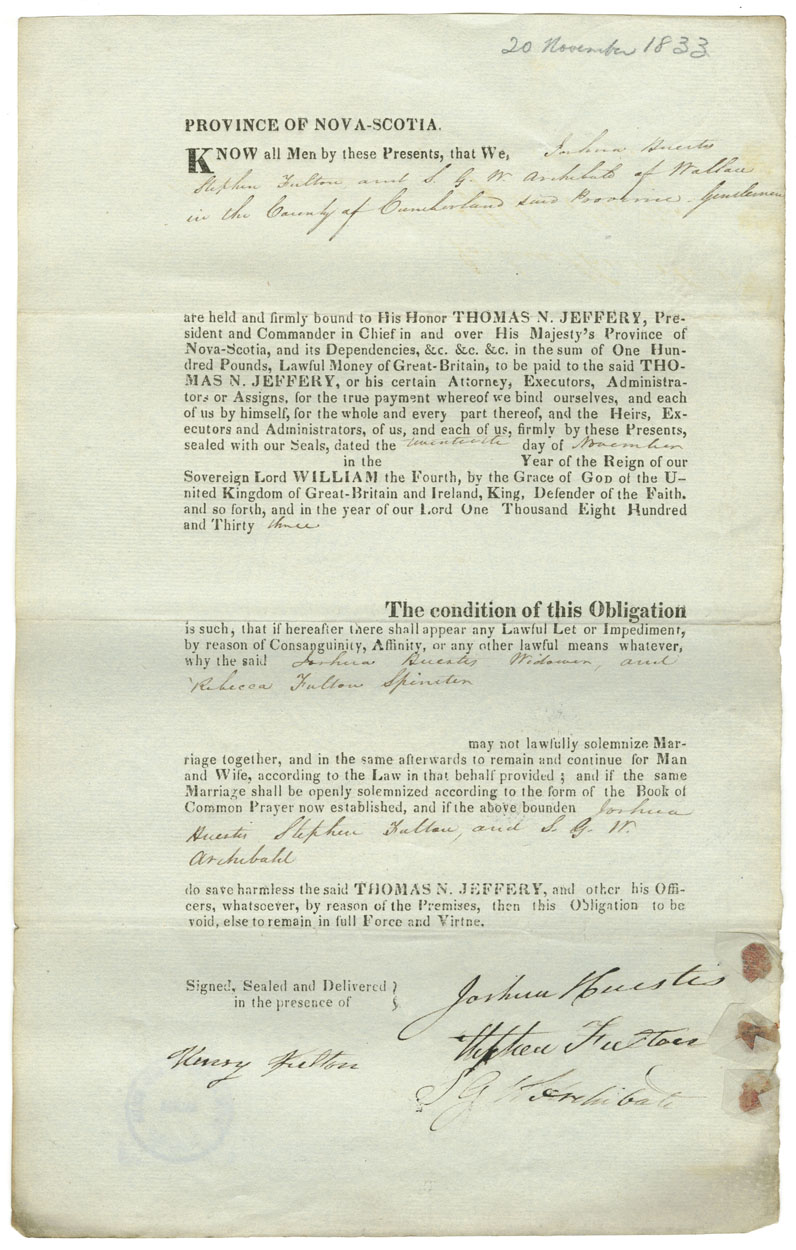 20 November 1833
PROVINCE OF NOVA-SCOTIA.
KNOW all Men by these Presents, that We, Joshua Huestis
Stephen Fulton and S. G. W. Archibald of Wallace
in the County of Cumberland said Province Gentlemen
are held and firmly bound to His Honor THOMAS N. JEFFERY, Pre-
sident and Commander in Chief in and over His Majesty's Province of
Nova-Scotia, and its Dependencies, &c. &c. &c. in the sum of One Hun-
dred Pounds, Lawful Money of Great-Britain, to be paid to the said THO-
MAS N. JEFFERY, or his certain Attorney, Executors, Administra-
tors or Assigns, for the true payment whereof we bind ourselves, and each
of us by himself, for the whole and every part thereof, and the Heirs, Ex-
ecutors and Administrators, of us, and each of us, firmly by these Presents,
sealed with our Seals, dated the twentieth day of November
in the Year of the Reign of our
Sovereign Lord WILLIAM the Fourth, by the Grace of GOD of the U-
nited Kingdom of Great-Britain and Ireland, King, Defender of the Faith.
and so forth, and in the year of our Lord One Thousand Eight Hundred
and Thirty three
The condition of this Obligation
is such, that if hereafter there shall appear any Lawful Let or Impediment,
by reason of Consanguinity, Affinity, or any other lawful means whatever,
why the said Joshua Huestis Widower, and
Rebecca Fulton Spinster
may not lawfully solemnize Mar-
riage together, and in the same afterwards to remain and continue for Man
and Wife, according to the Law in that behalf provided ; and if the same
Marriage shall be openly solemnized according to the form of the Book of
Common Prayer now established, and if the above bounden Joshua
Huestis Stephen Fulton, and S. G. W.
Archibald
do save harmless the said THOMAS N. JEFFERY, and other his Offi-
cers, whatsoever, by reason of the Premises, then this Obligation to be
void, else to remain in full Force and Virtue.
Signed, Sealed and Delivered }
in the presence of
Joshua Huestis
Henry Fulton
Stephen Fulton
S G W Archibald